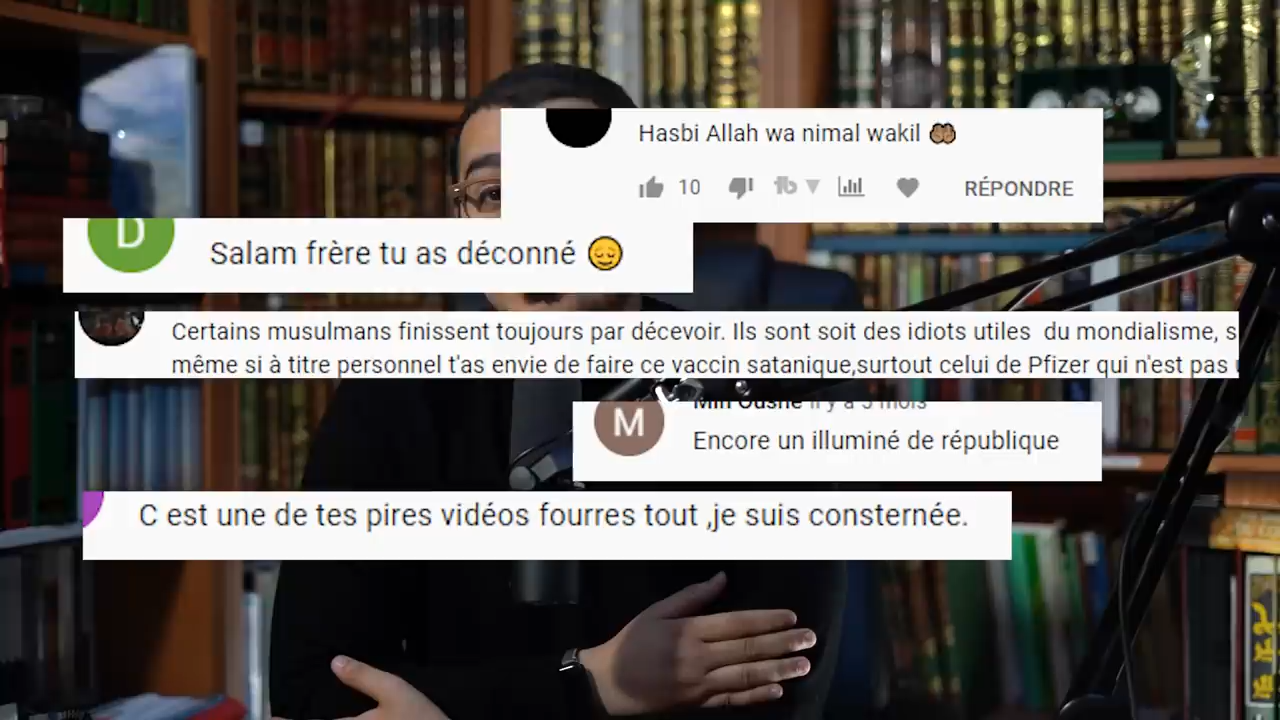 Hasbi Allah wa nimal wakil 🤲🏽
10
RÉPONDRE
D
Salam frère tu as déconné 😔
Certains musulmans finissent toujours par décevoir. Ils sont soit des idiots utiles du mondialisme, s
même si à titre personnel t'as envie de faire ce vaccin satanique,surtout celui de Pfizer qui n'est pas
M
il y a 3 mois
Encore un illuminé de république
C est une de tes pires vidéos fourres tout ,je suis consternée.